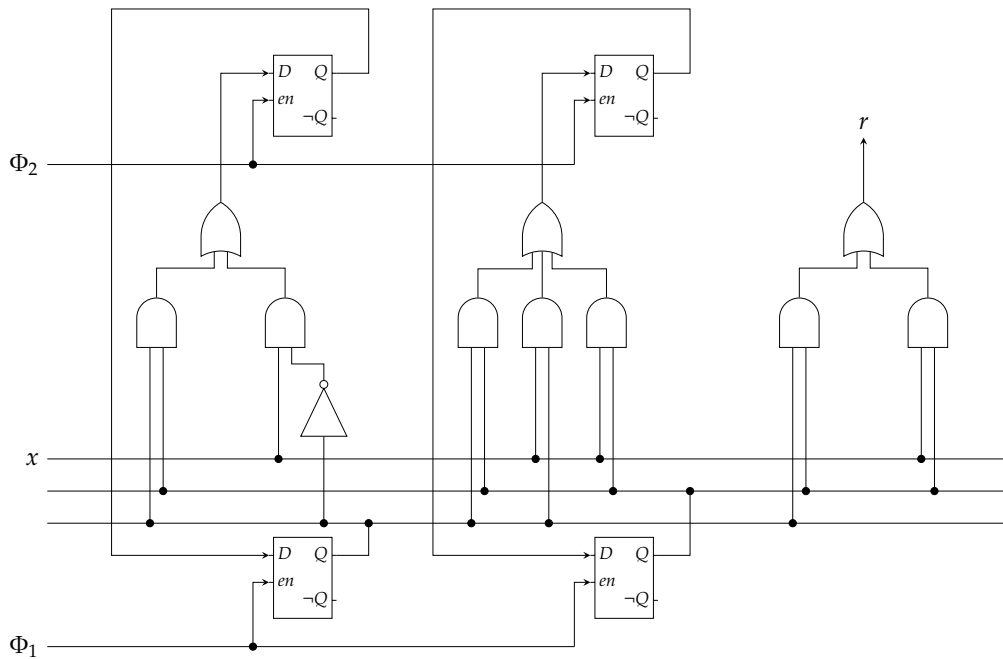 D Q D Q
en en
¬Q ¬Q
r
Φ₂
x
D Q D Q
en en
¬Q ¬Q
Φ₁